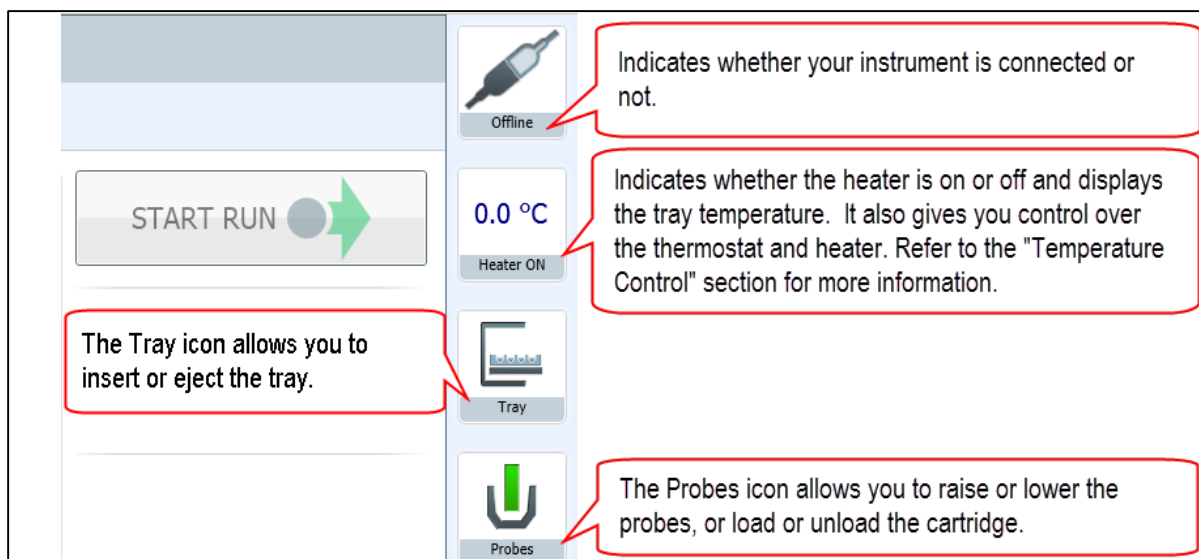 Offline
Indicates whether your instrument is connected or
not.
START RUN
0.0 °C
Heater ON
Indicates whether the heater is on or off and displays
the tray temperature.  It also gives you control over
the thermostat and heater. Refer to the "Temperature
Control" section for more information.
The Tray icon allows you to
insert or eject the tray.
Tray
The Probes icon allows you to raise or lower the
probes, or load or unload the cartridge.
Probes